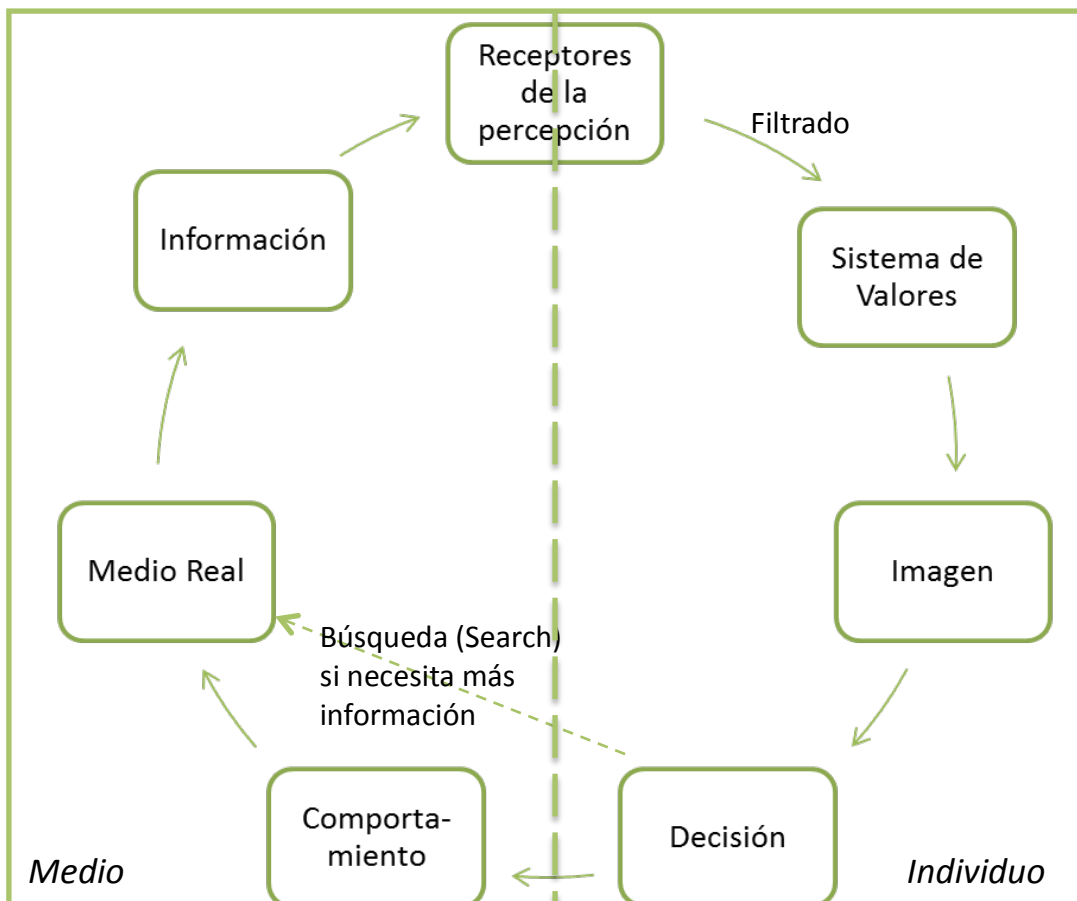 Receptores
de la
percepción
Filtrado
Sistema de
Valores
Imagen
Decisión
Búsqueda (Search)
si necesita más
información
Comporta-
miento
Medio Real
Información
Medio
Individuo